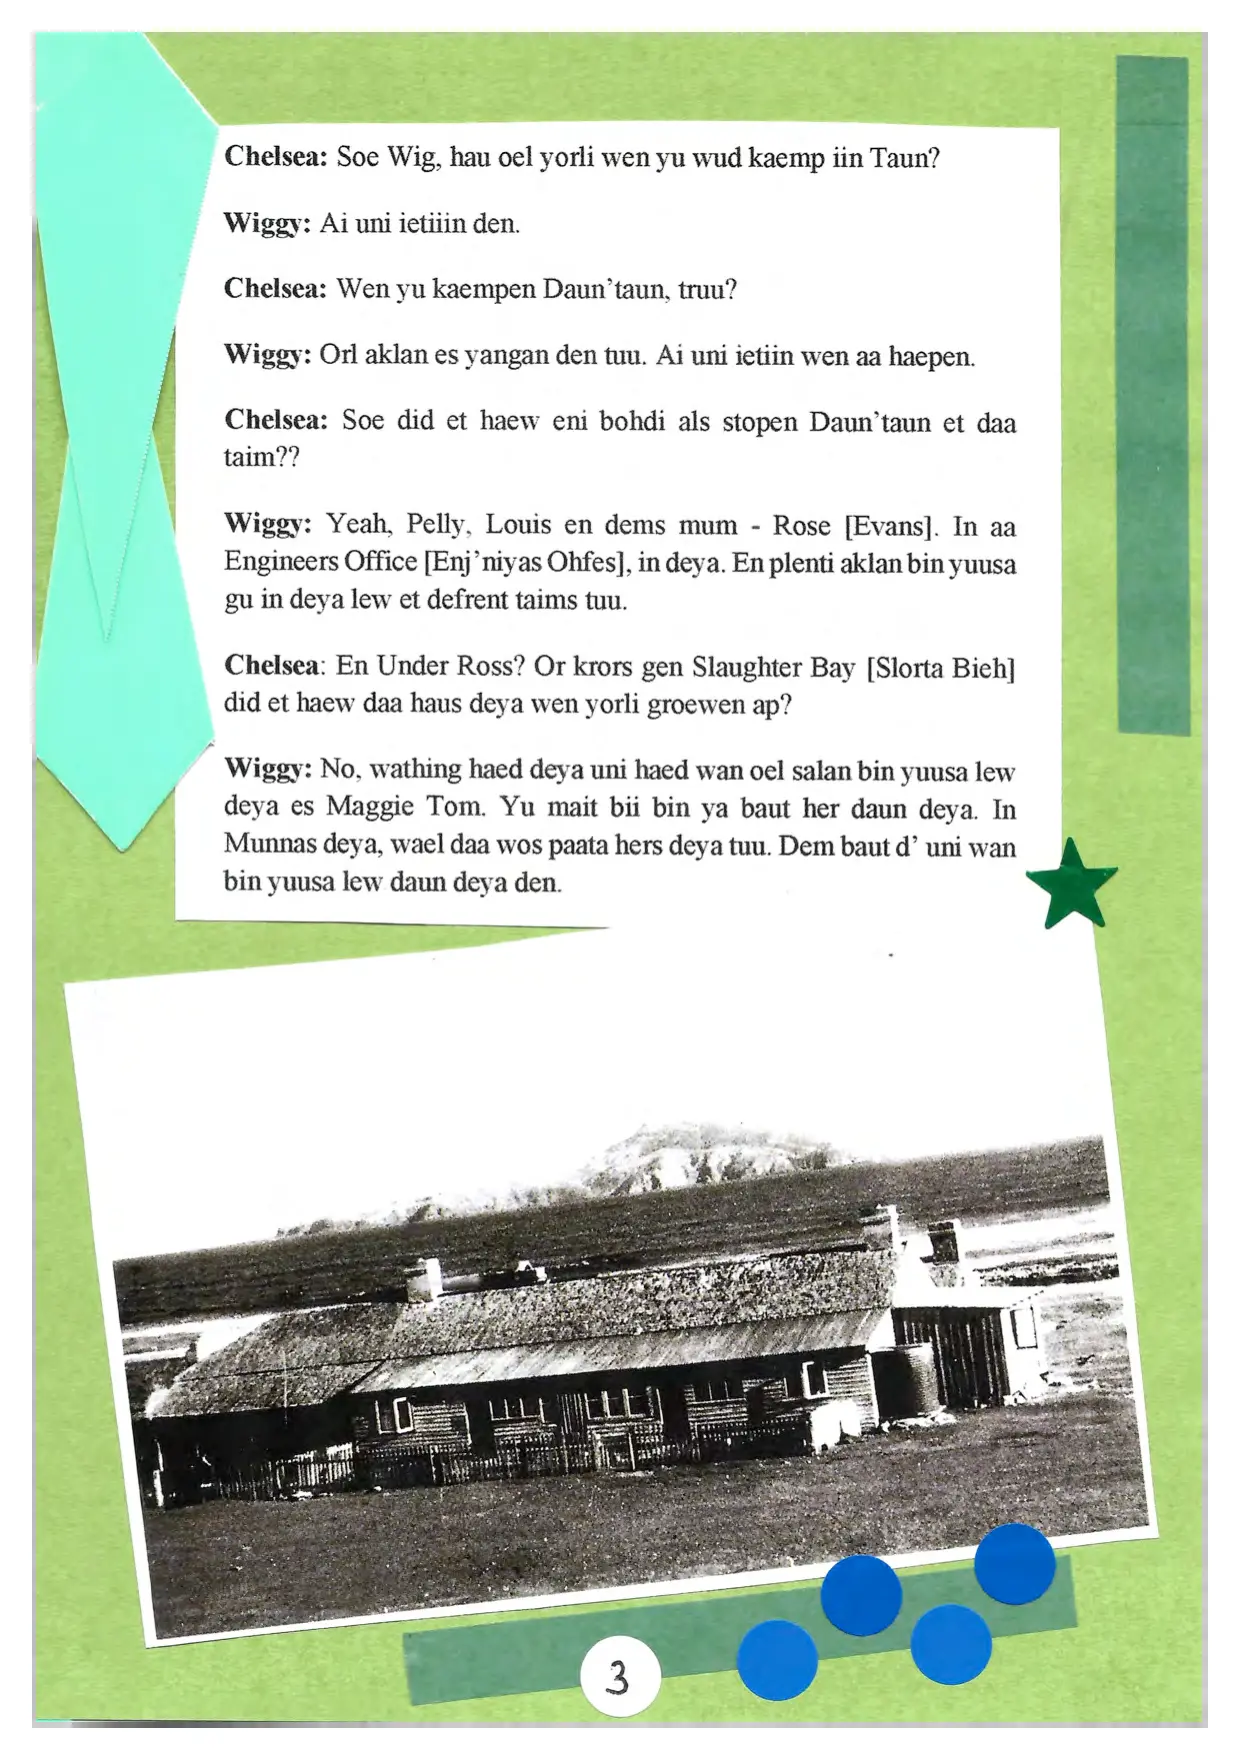 Chelsea: Soe Wig, hau oel yorli wen yu wud kaemp iin Taun?
Wiggy: Ai uni ietiiin den.
Chelsea: Wen yu kaempen Daun'taun, truu?
Wiggy: Orl aklan es yangan den tuu. Ai uni ietiin wen aa haepen.
Chelsea: Soe did et haew eni bohdi als stopen Daun'taun et daa
taim??
Wiggy: Yeah, Pelly, Louis en dems mum - Rose [Evans]. In aa
Engineers Office [Enj'niyas Ohfes], in deya. En plenti aklan bin yuusa
gu in deya lew et defrent taims tuu.
Chelsea: En Under Ross? Or krors gen Slaughter Bay [Slorta Bieh]
did et haew daa haus deya wen yorli groewen ap?
Wiggy: No, wathing haed deya uni haed wan oel salan bin yuusa lew
deya es Maggie Tom. Yu mait bii bin ya baut her daun deya. In
Munnas deya, wael daa wos paata hers deya tuu. Dem baut d' uni wan
bin yuusa lew daun deya den.
3